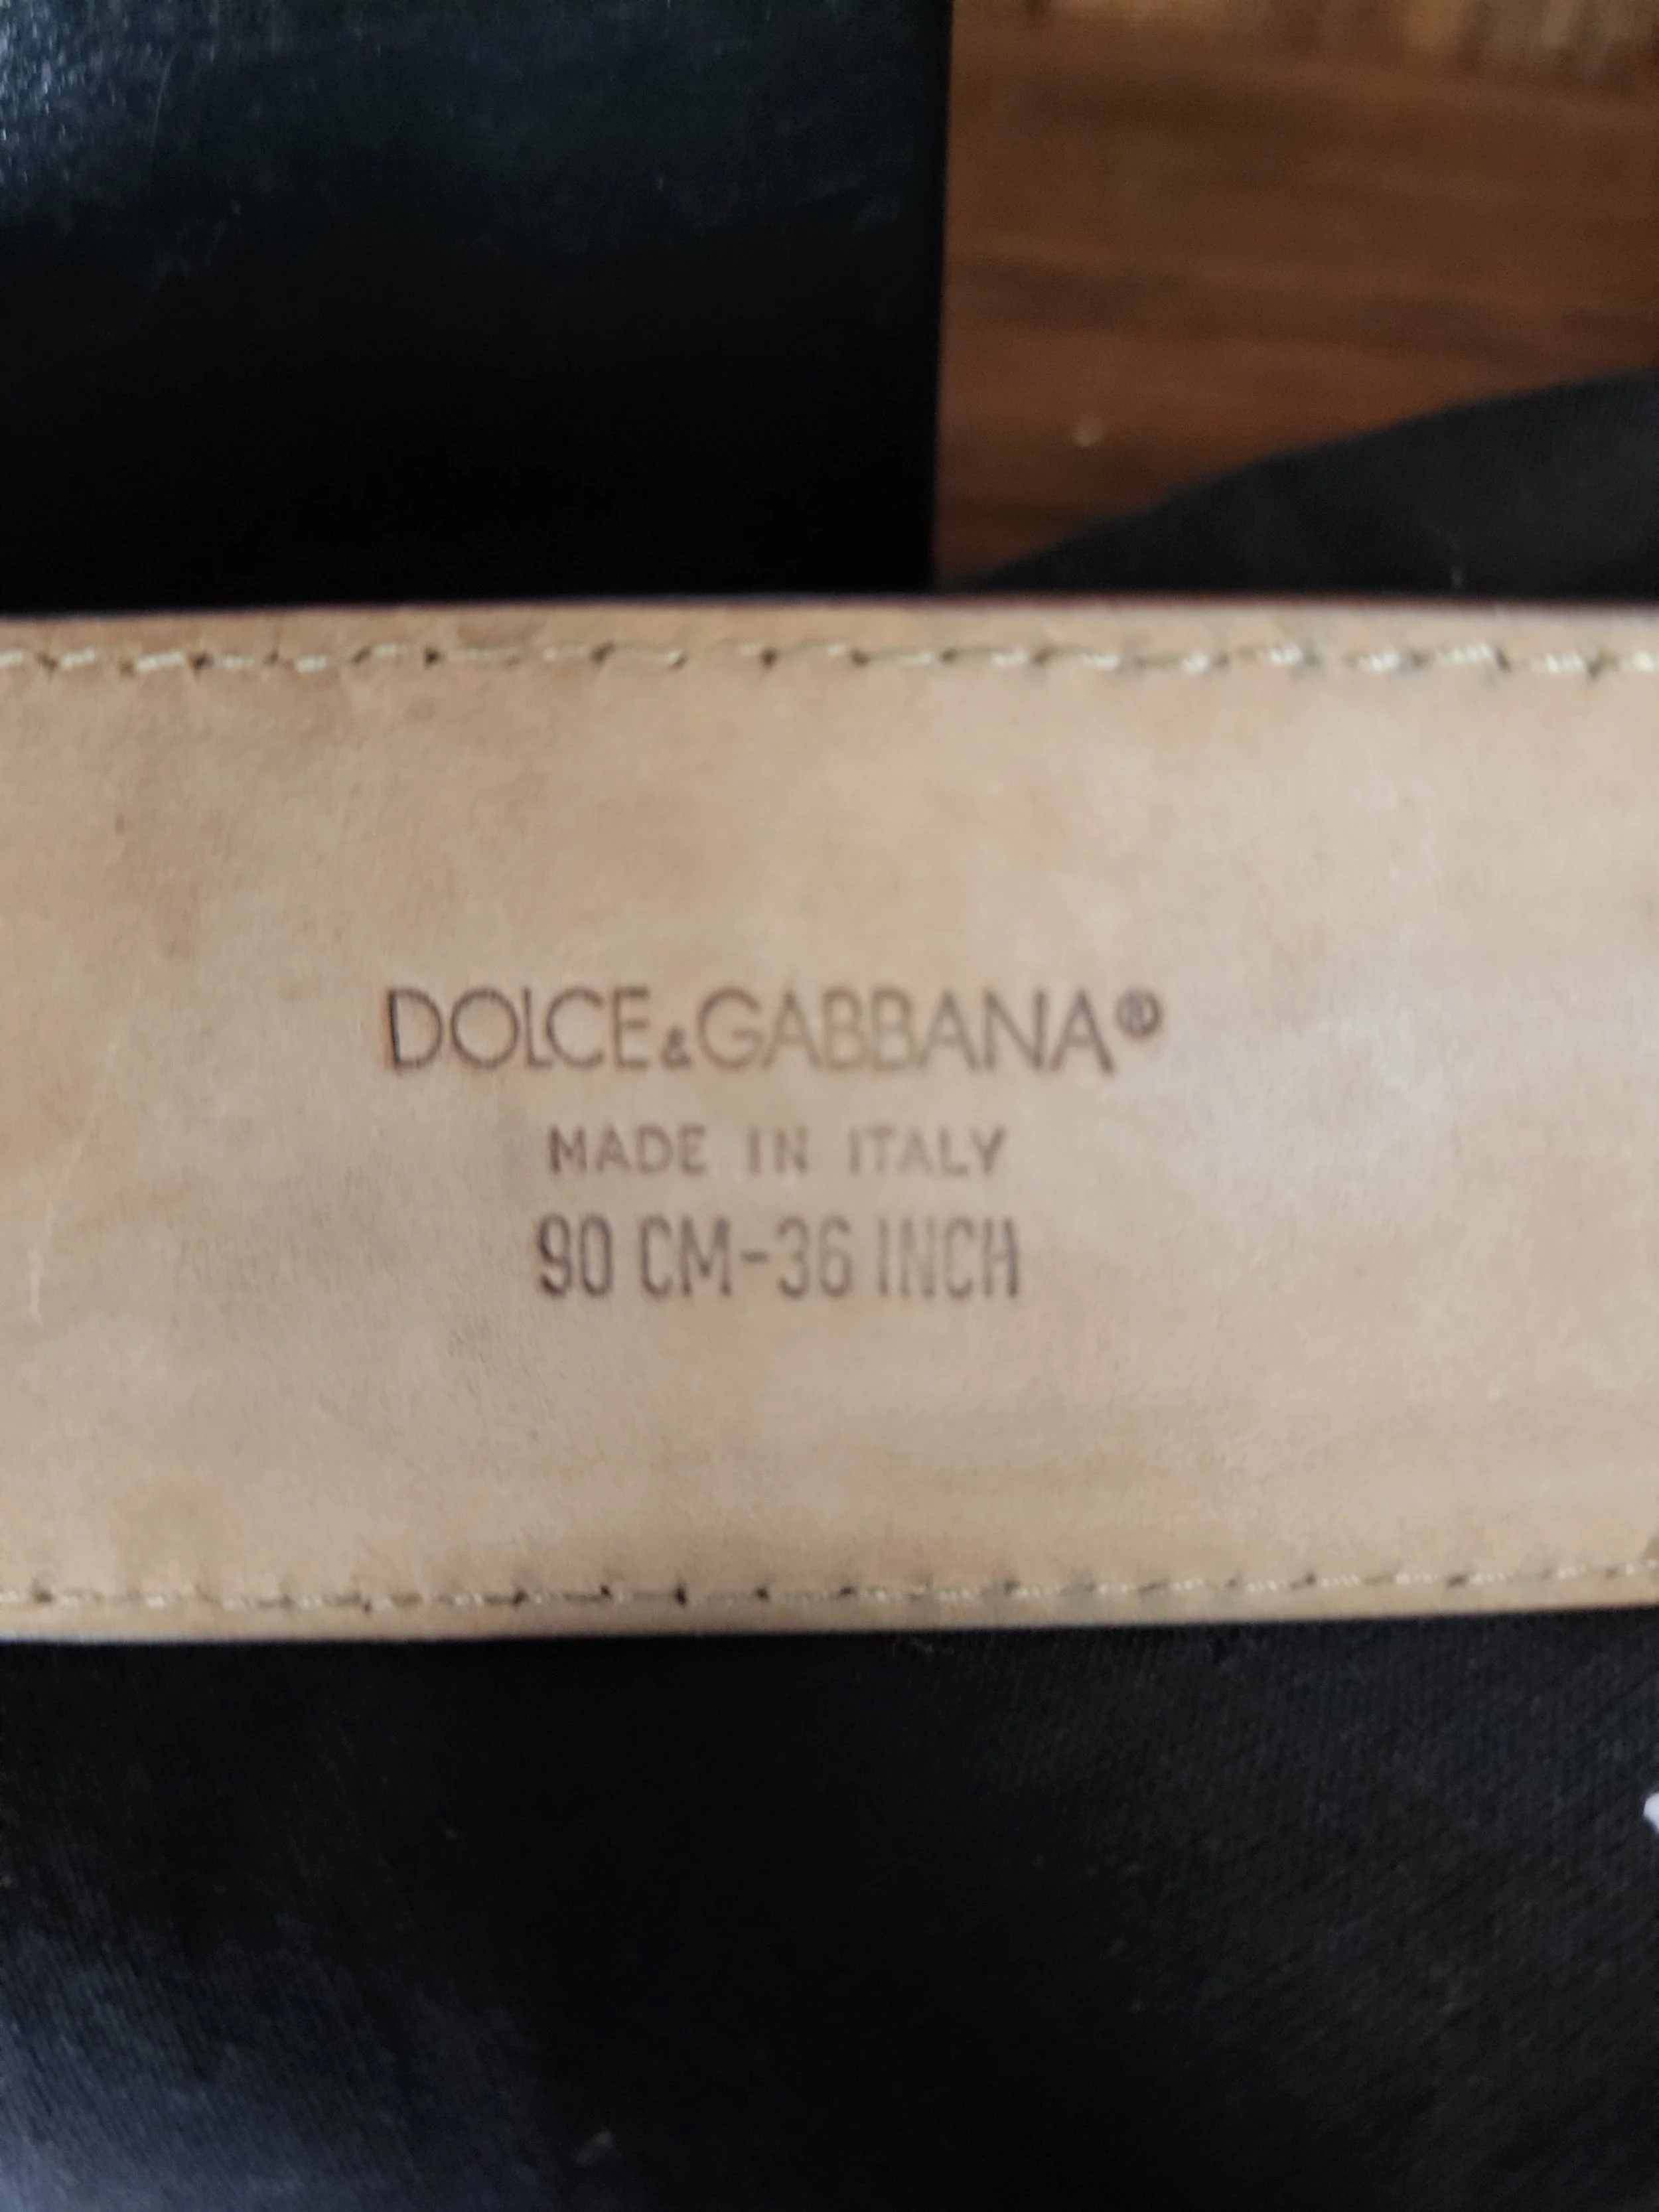 DOLCE&GABBANA®
MADE IN ITALY
90 CM-36 INCH